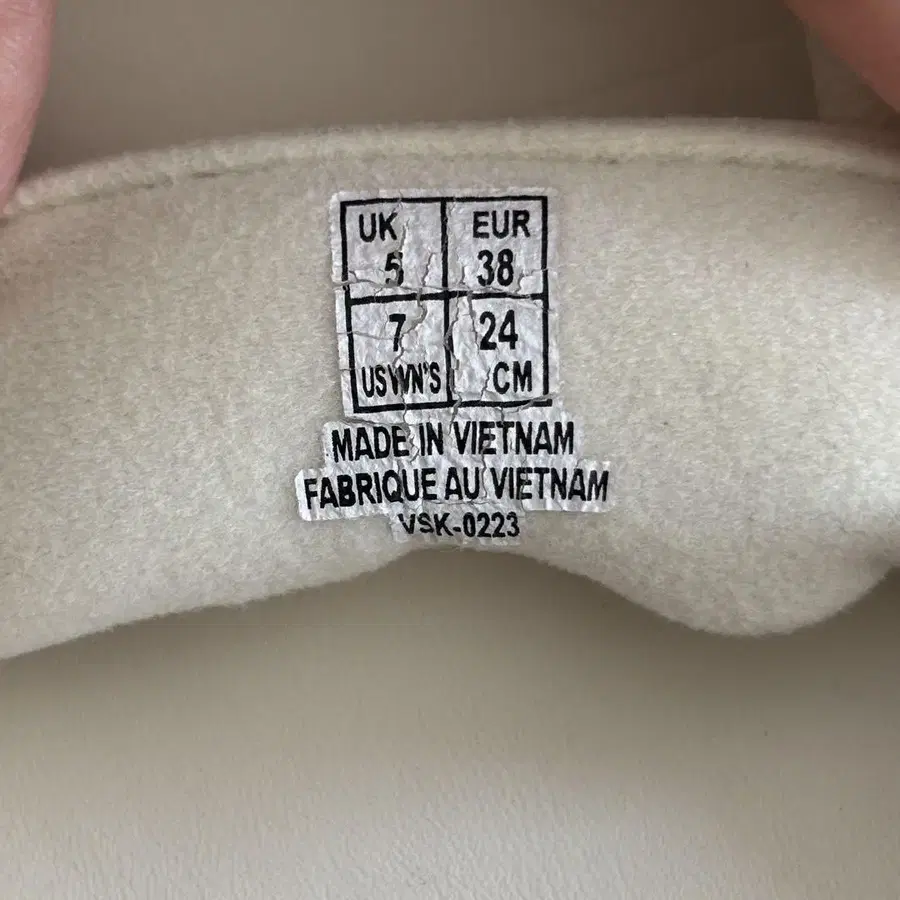 UK EUR
5 38
7 24
US WN'S CM
MADE IN VIETNAM
FABRIQUE AU VIETNAM
VSK-0223